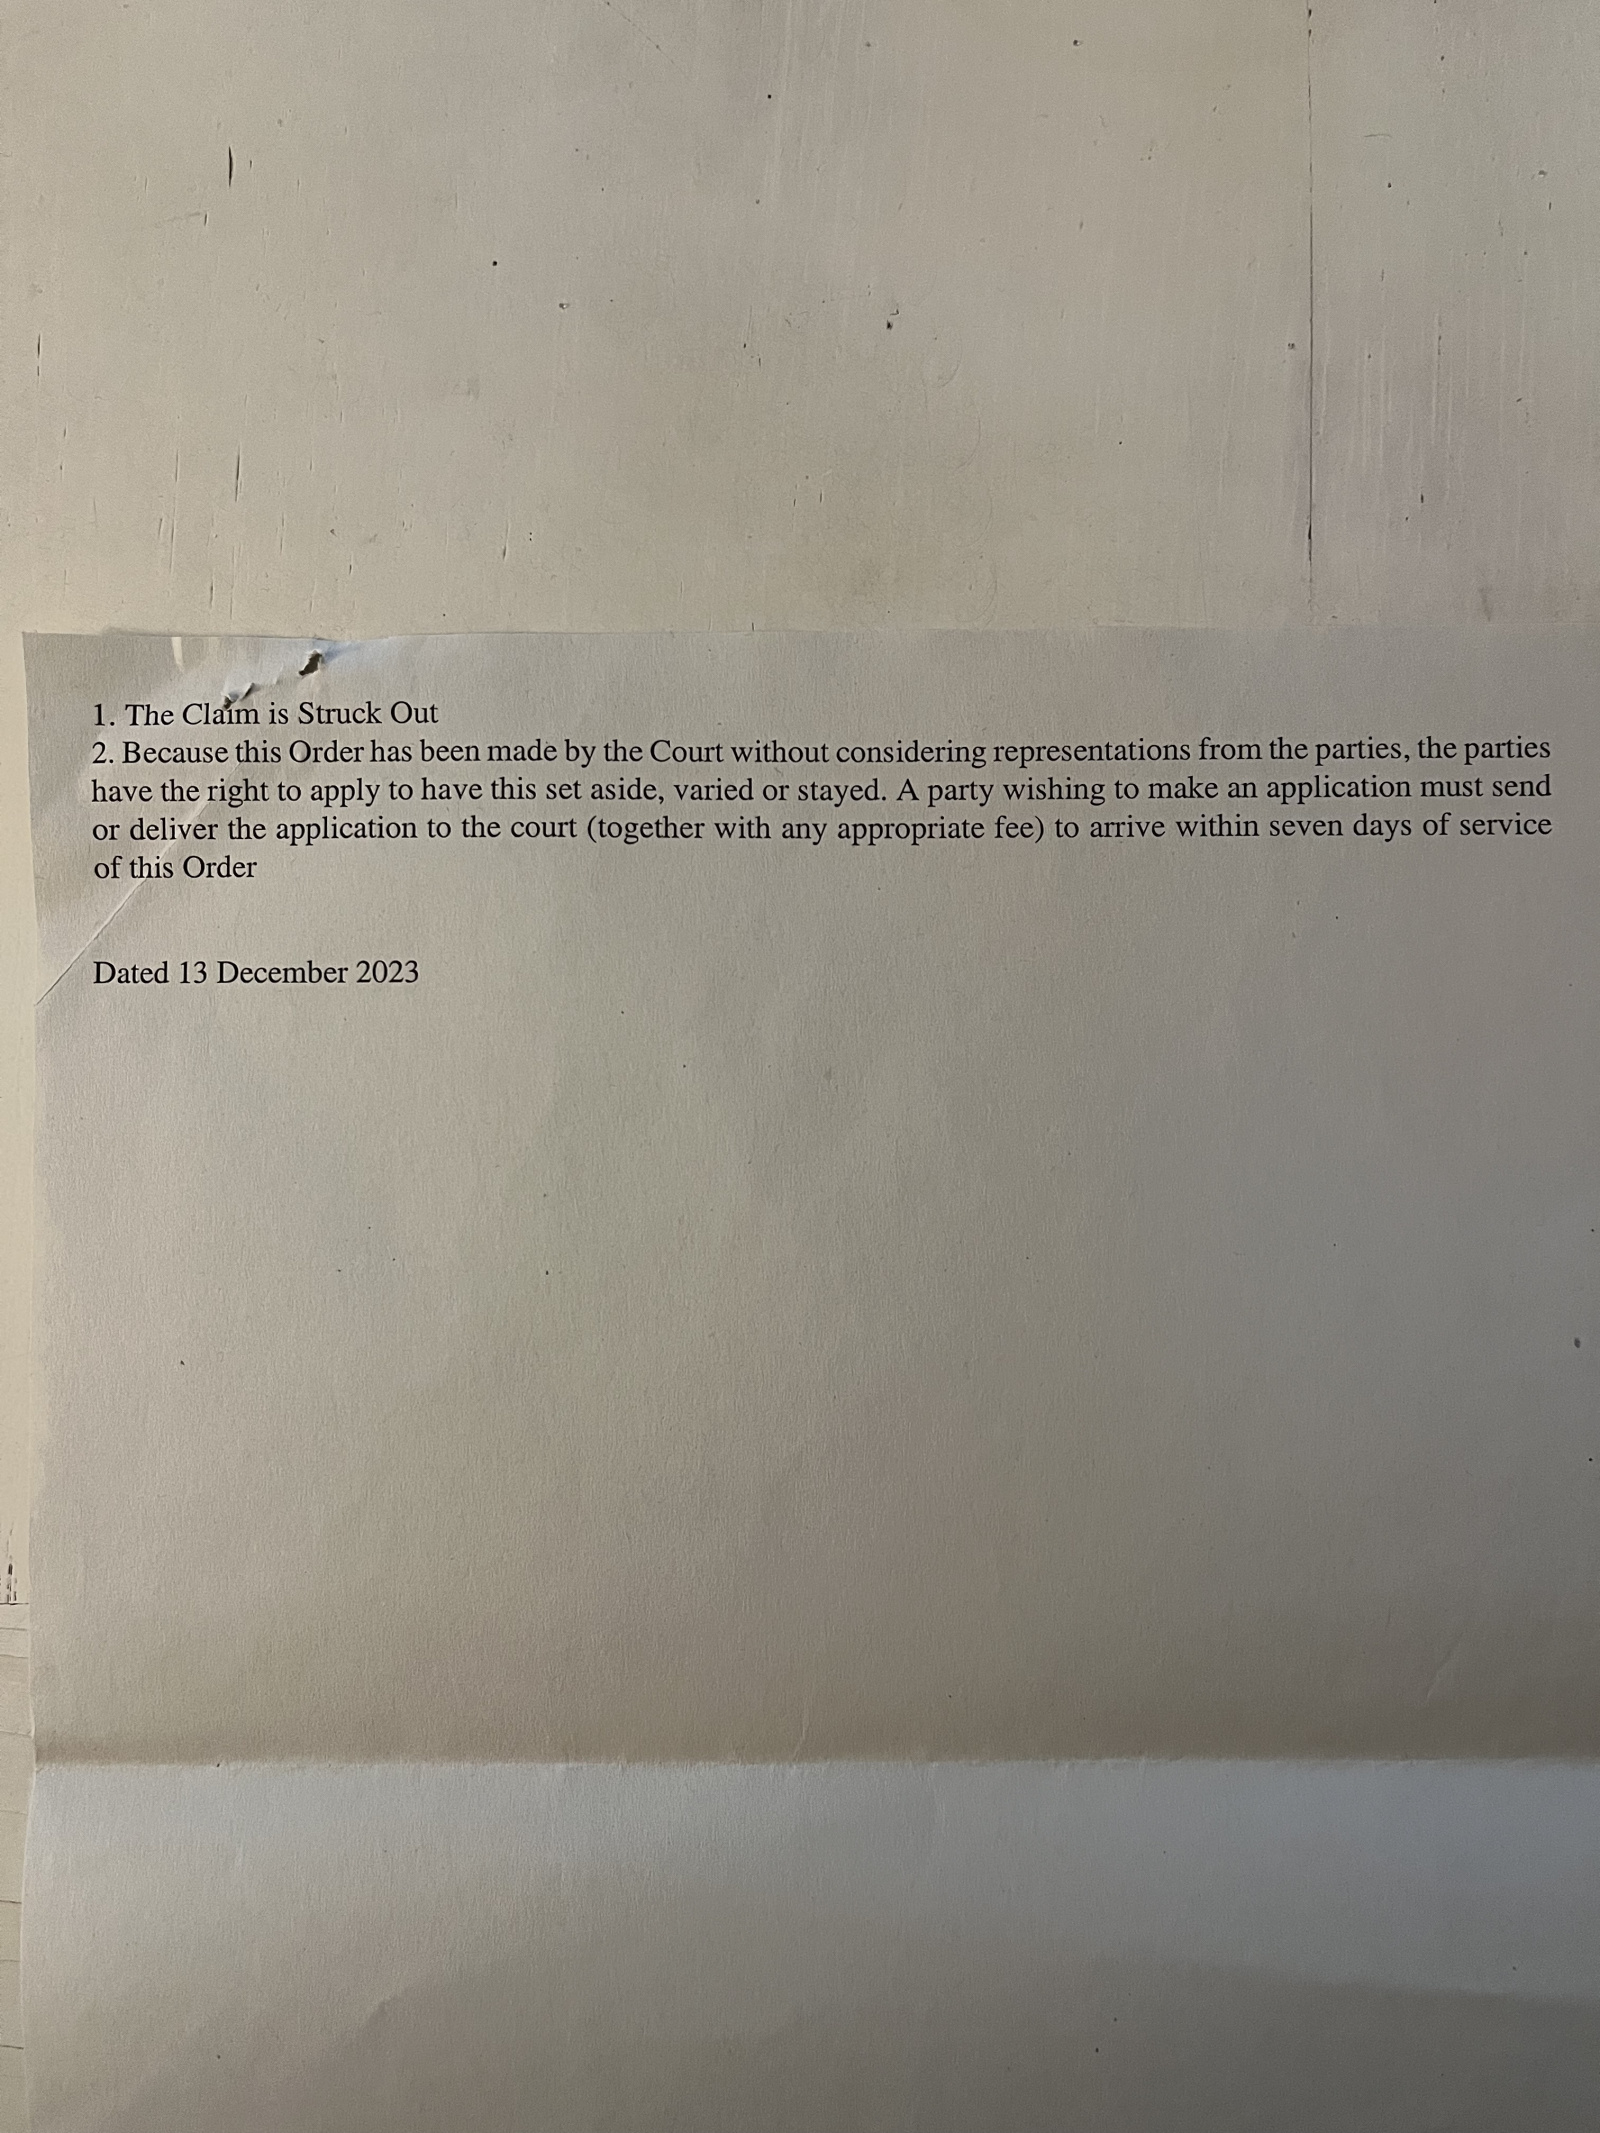 1. The Claim is Struck Out
2. Because this Order has been made by the Court without considering representations from the parties, the parties
have the right to apply to have this set aside, varied or stayed. A party wishing to make an application must send
or deliver the application to the court (together with any appropriate fee) to arrive within seven days of service
of this Order
Dated 13 December 2023